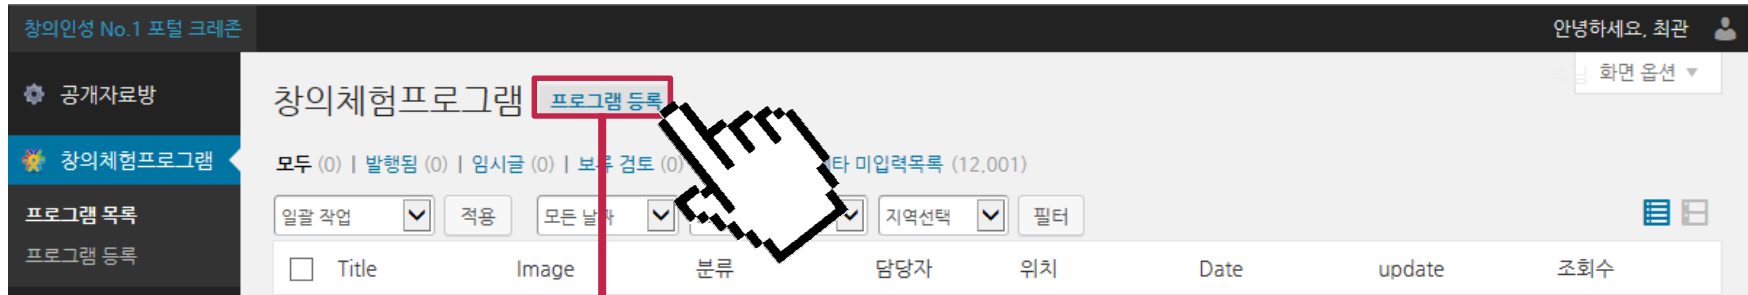 창의인성 No.1 포털 크레존
안녕하세요, 최관
화면 옵션
공개자료방
창의체험프로그램
프로그램 목록
프로그램 등록
창의체험프로그램 프로그램 등록
모두 (0) | 발행됨 (0) | 임시글 (0) | 보류 검토 (0) 타 미입력목록 (12,001)
일괄 작업 적용 모든 날짜 지역선택 필터
Title Image 분류 담당자 위치 Date update 조회수